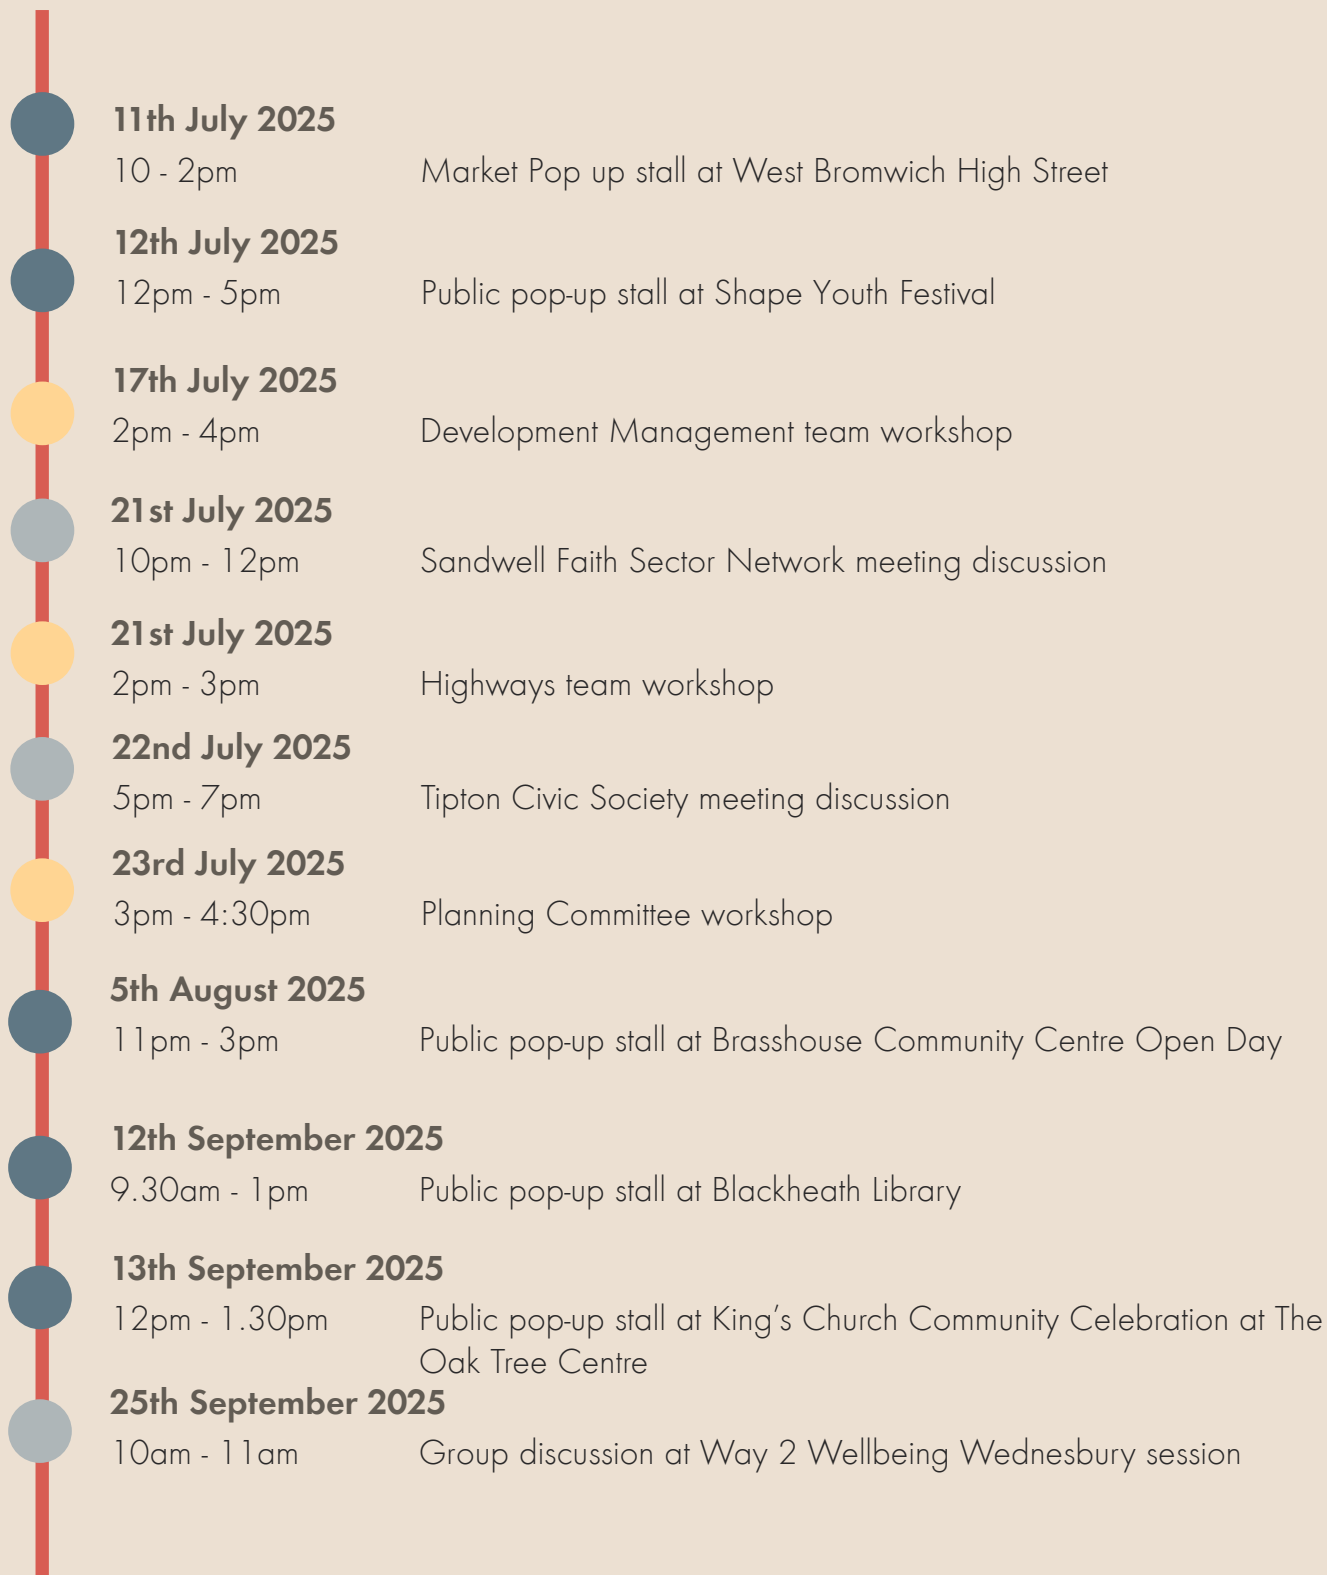 11th July 2025
10 - 2pm Market Pop up stall at West Bromwich High Street
12th July 2025
12pm - 5pm Public pop-up stall at Shape Youth Festival
17th July 2025
2pm - 4pm Development Management team workshop
21st July 2025
10pm - 12pm Sandwell Faith Sector Network meeting discussion
21st July 2025
2pm - 3pm Highways team workshop
22nd July 2025
5pm - 7pm Tipton Civic Society meeting discussion
23rd July 2025
3pm - 4:30pm Planning Committee workshop
5th August 2025
11pm - 3pm Public pop-up stall at Brasshouse Community Centre Open Day
12th September 2025
9.30am - 1pm Public pop-up stall at Blackheath Library
13th September 2025
12pm - 1.30pm Public pop-up stall at King’s Church Community Celebration at The
Oak Tree Centre
25th September 2025
10am - 11am Group discussion at Way 2 Wellbeing Wednesbury session